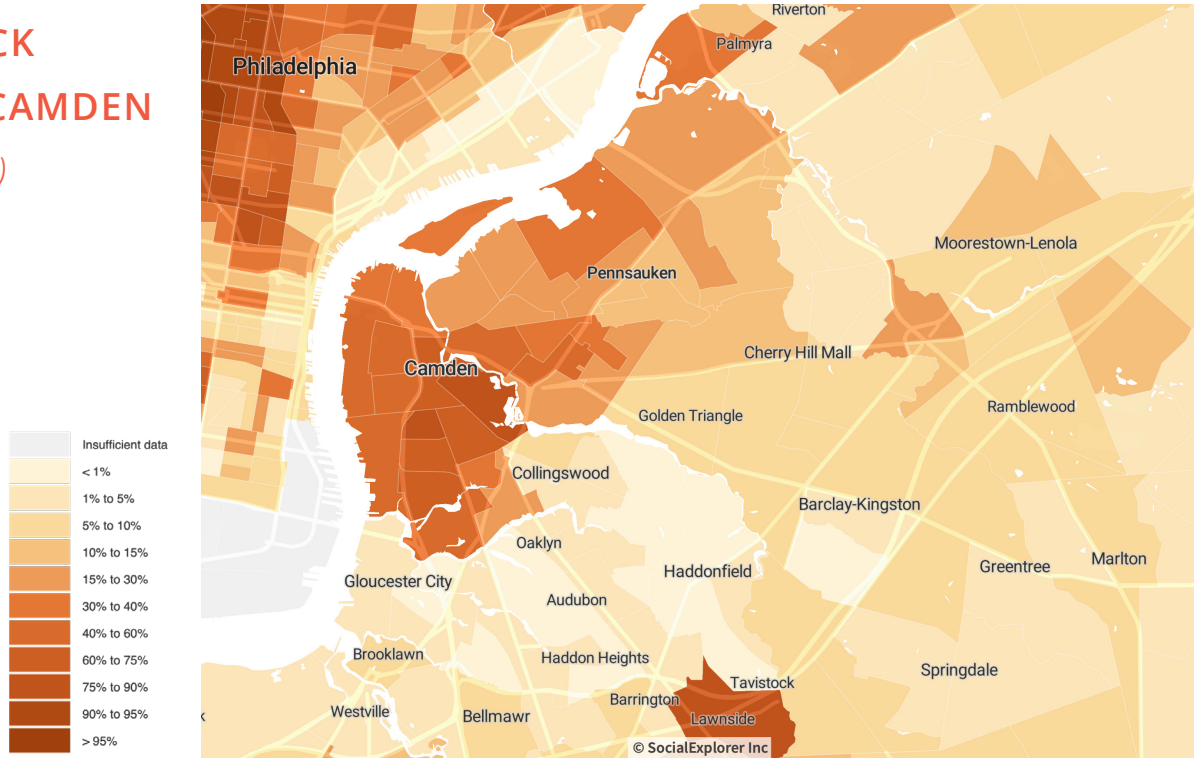 CK
CAMDEN
)
Riverton
Palmyra
Philadelphia
Moorestown-Lenola
Pennsauken
Cherry Hill Mall
Camden
Ramblewood
Golden Triangle
Insufficient data
< 1%
1% to 5%
5% to 10%
10% to 15%
15% to 30%
30% to 40%
40% to 60%
60% to 75%
75% to 90%
90% to 95%
> 95%
Collingswood
Barclay-Kingston
Oaklyn
Marlton
Greentree
Haddonfield
Gloucester City
Audubon
Brooklawn
Haddon Heights
Springdale
Tavistock
Barrington
k
Westville
Bellmawr
Lawnside
© SocialExplorer Inc